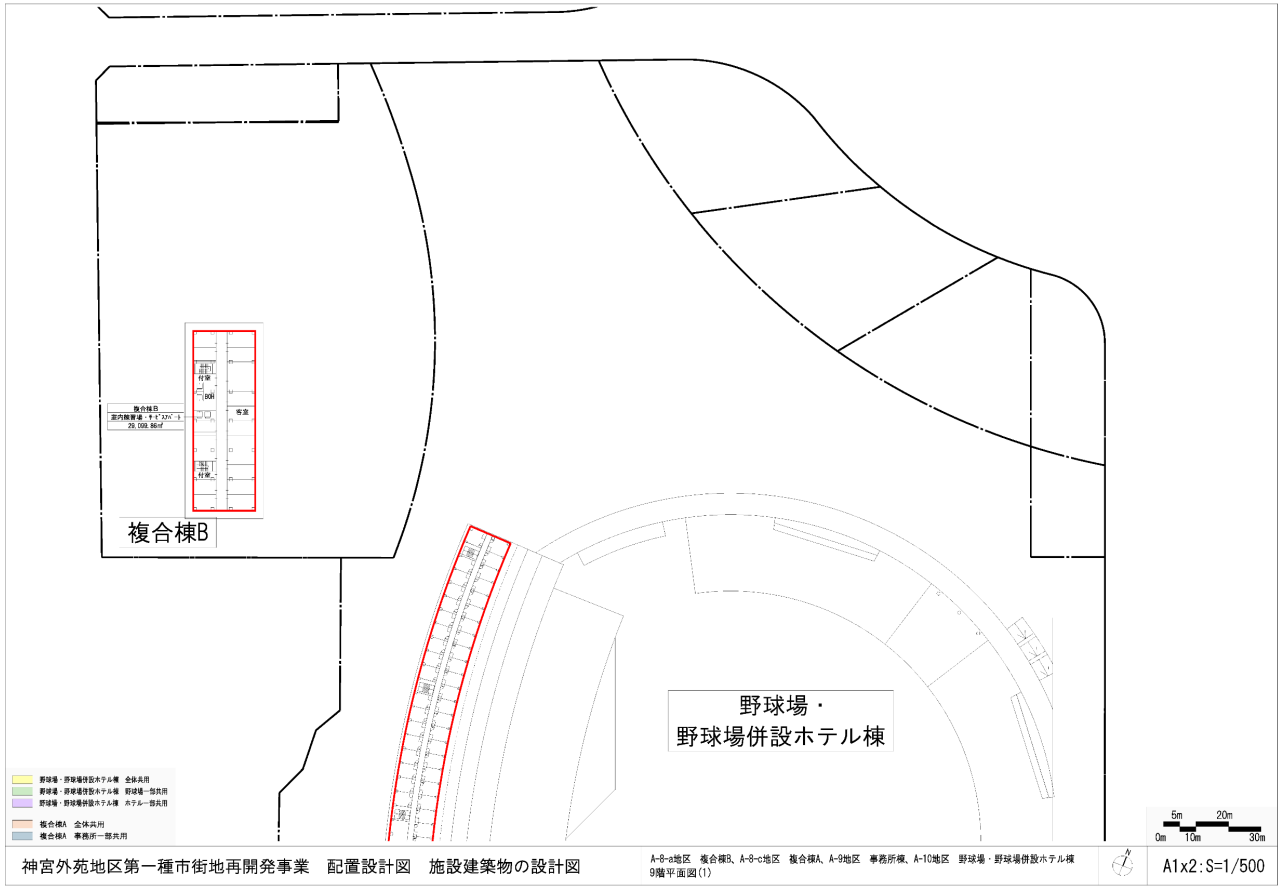 付室
BOH
客室
付室
複合棟B
室内練習場・サービスアパート
29,099.86㎡
複合棟B
野球場・
野球場併設ホテル棟
野球場・野球場併設ホテル棟 全体共用
野球場・野球場併設ホテル棟 野球場一部共用
野球場・野球場併設ホテル棟 ホテル一部共用
複合棟A 全体共用
複合棟A 事務所一部共用
5m 20m
0m 10m 30m
神宮外苑地区第一種市街地再開発事業 配置設計図 施設建築物の設計図
A-8-a地区 複合棟B、A-8-c地区 複合棟A、A-9地区 事務所棟、A-10地区 野球場・野球場併設ホテル棟
9階平面図(1)
N
A1x2:S=1/500